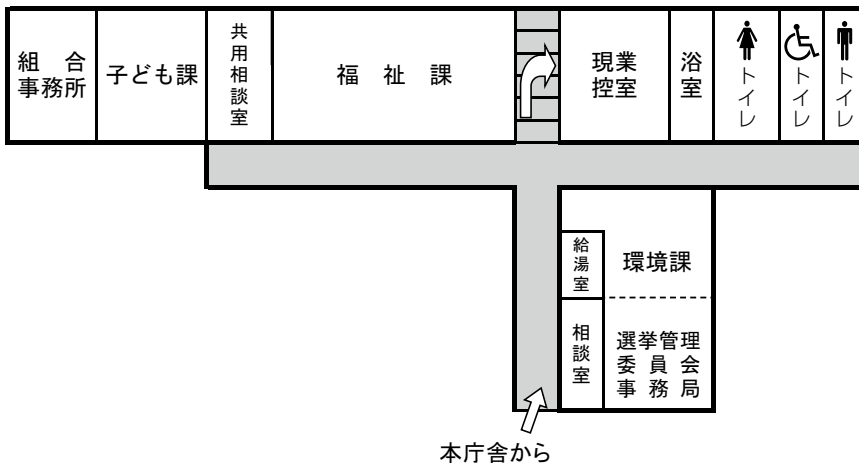 組　合
事務所
子ども課
共用相談室
福　祉　課
現業
控室
浴室
トイレ
トイレ
トイレ
給湯室
環境課
相談室
選挙管理
委　員　会
事　務　局
本庁舎から